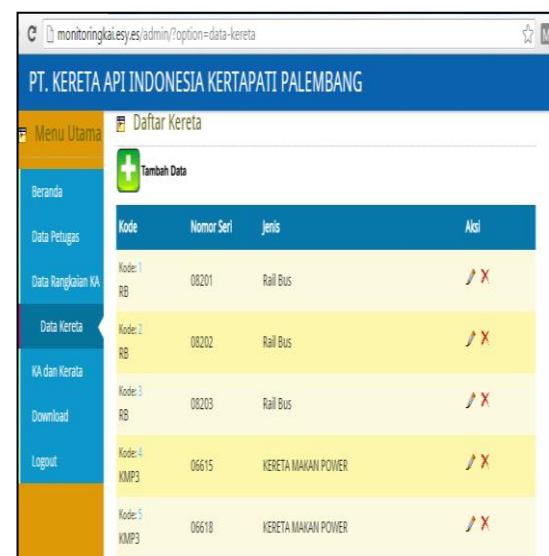 monitoringkai.esy.es/admin/?option=data-kereta
PT. KERETA API INDONESIA KERTAPATI PALEMBANG
Menu Utama
Beranda
Data Petugas
Data Rangkaian KA
Data Kereta
KA dan Kerata
Download
Logout
Daftar Kereta
Tambah Data
Kode Nomor Seri Jenis Aksi
Kode: 1
RB 08201 Rail Bus
Kode: 2
RB 08202 Rail Bus
Kode: 3
RB 08203 Rail Bus
Kode: 4
KMP3 06615 KERETA MAKAN POWER
Kode: 5
KMP3 06618 KERETA MAKAN POWER